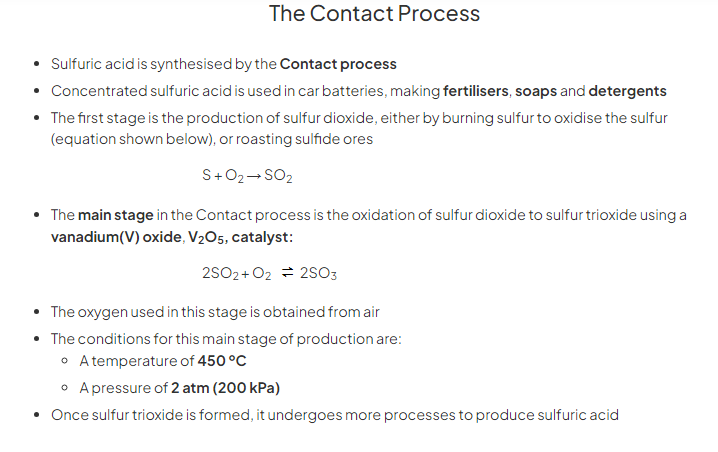 The Contact Process
• Sulfuric acid is synthesised by the Contact process
• Concentrated sulfuric acid is used in car batteries, making fertilisers, soaps and detergents
• The first stage is the production of sulfur dioxide, either by burning sulfur to oxidise the sulfur
(equation shown below), or roasting sulfide ores
S + O₂ → SO₂
• The main stage in the Contact process is the oxidation of sulfur dioxide to sulfur trioxide using a
vanadium(V) oxide, V₂O₅, catalyst:
2SO₂ + O₂ ⇌ 2SO₃
• The oxygen used in this stage is obtained from air
• The conditions for this main stage of production are:
◦ A temperature of 450 ºC
◦ A pressure of 2 atm (200 kPa)
• Once sulfur trioxide is formed, it undergoes more processes to produce sulfuric acid